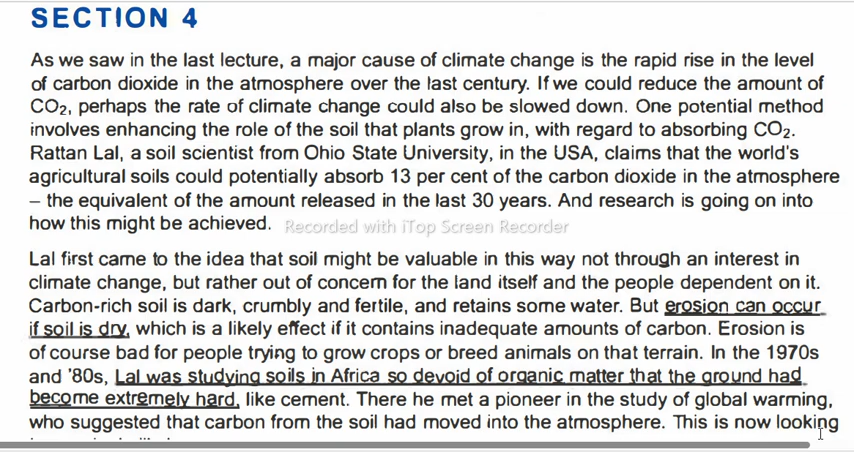 SECTION 4
As we saw in the last lecture, a major cause of climate change is the rapid rise in the level
of carbon dioxide in the atmosphere over the last century. If we could reduce the amount of
CO₂, perhaps the rate of climate change could also be slowed down. One potential method
involves enhancing the role of the soil that plants grow in, with regard to absorbing CO₂.
Rattan Lal, a soil scientist from Ohio State University, in the USA, claims that the world's
agricultural soils could potentially absorb 13 per cent of the carbon dioxide in the atmosphere
– the equivalent of the amount released in the last 30 years. And research is going on into
how this might be achieved.
Recorded with iTop Screen Recorder
Lal first came to the idea that soil might be valuable in this way not through an interest in
climate change, but rather out of concern for the land itself and the people dependent on it.
Carbon-rich soil is dark, crumbly and fertile, and retains some water. But erosion can occur
if soil is dry, which is a likely effect if it contains inadequate amounts of carbon. Erosion is
of course bad for people trying to grow crops or breed animals on that terrain. In the 1970s
and '80s, Lal was studying soils in Africa so devoid of organic matter that the ground had
become extremely hard, like cement. There he met a pioneer in the study of global warming,
who suggested that carbon from the soil had moved into the atmosphere. This is now looking